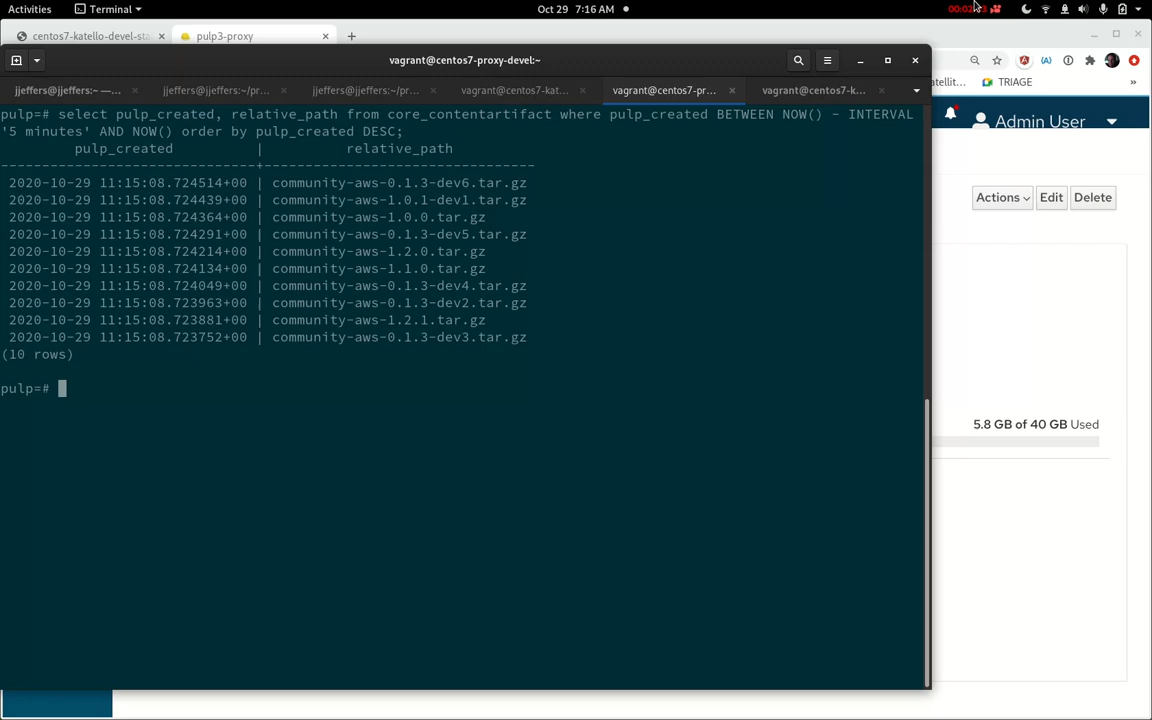 Activities
Terminal
Oct 29 7:16 AM
centos7-katello-devel-sta
pulp3-proxy
vagrant@centos7-proxy-devel:~
jjeffers@jjeffers:~ —...
jjeffers@jjeffers:~/pr...
jjeffers@jjeffers:~/pr...
vagrant@centos7-kat...
vagrant@centos7-pr...
vagrant@centos7-k...
atellit...
TRIAGE
»
Admin User
Actions
Edit
Delete
5.8 GB of 40 GB Used
pulp=# select pulp_created, relative_path from core_contentartifact where pulp_created BETWEEN NOW() - INTERVAL
'5 minutes' AND NOW() order by pulp_created DESC;
pulp_created | relative_path
-------------------------------+--------------------------------
2020-10-29 11:15:08.724514+00 | community-aws-0.1.3-dev6.tar.gz
2020-10-29 11:15:08.724439+00 | community-aws-1.0.1-dev1.tar.gz
2020-10-29 11:15:08.724364+00 | community-aws-1.0.0.tar.gz
2020-10-29 11:15:08.724291+00 | community-aws-0.1.3-dev5.tar.gz
2020-10-29 11:15:08.724214+00 | community-aws-1.2.0.tar.gz
2020-10-29 11:15:08.724134+00 | community-aws-1.1.0.tar.gz
2020-10-29 11:15:08.724049+00 | community-aws-0.1.3-dev4.tar.gz
2020-10-29 11:15:08.723963+00 | community-aws-0.1.3-dev2.tar.gz
2020-10-29 11:15:08.723881+00 | community-aws-1.2.1.tar.gz
2020-10-29 11:15:08.723752+00 | community-aws-0.1.3-dev3.tar.gz
(10 rows)
pulp=#